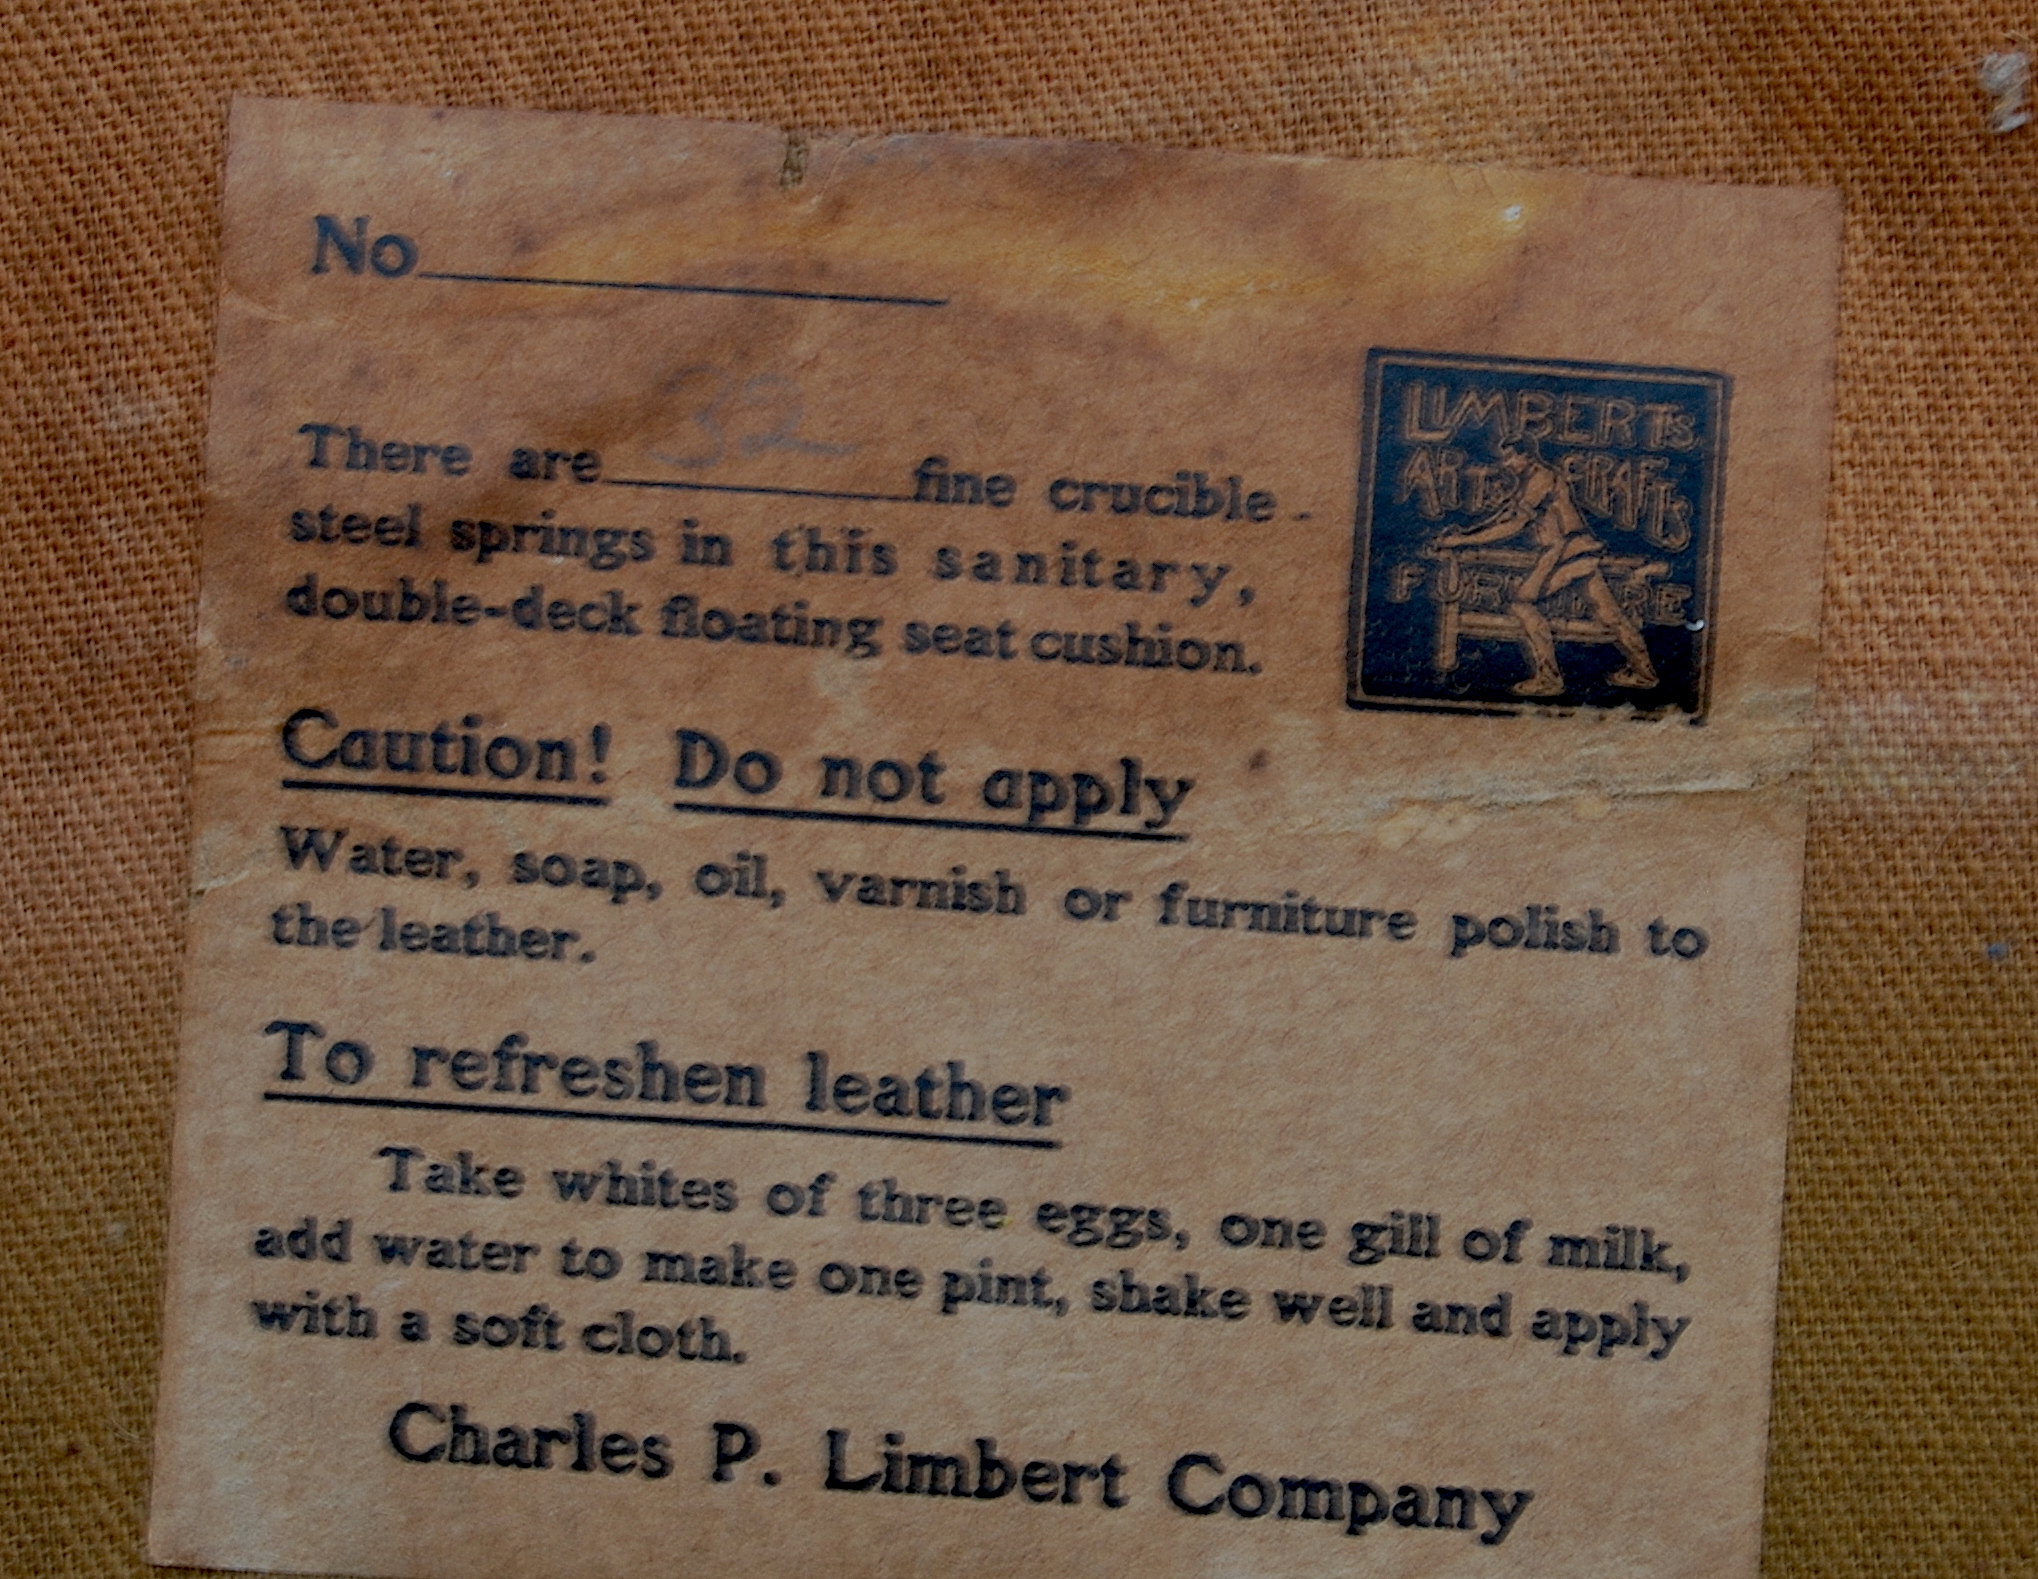 No
There are 32 fine crucible
steel springs in this sanitary,
double-deck floating seat cushion.
LIMBERTS
ARTS CRAFTS
FURNITURE
Caution! Do not apply
Water, soap, oil, varnish or furniture polish to
the leather.
To refreshen leather
Take whites of three eggs, one gill of milk,
add water to make one pint, shake well and apply
with a soft cloth.
Charles P. Limbert Company